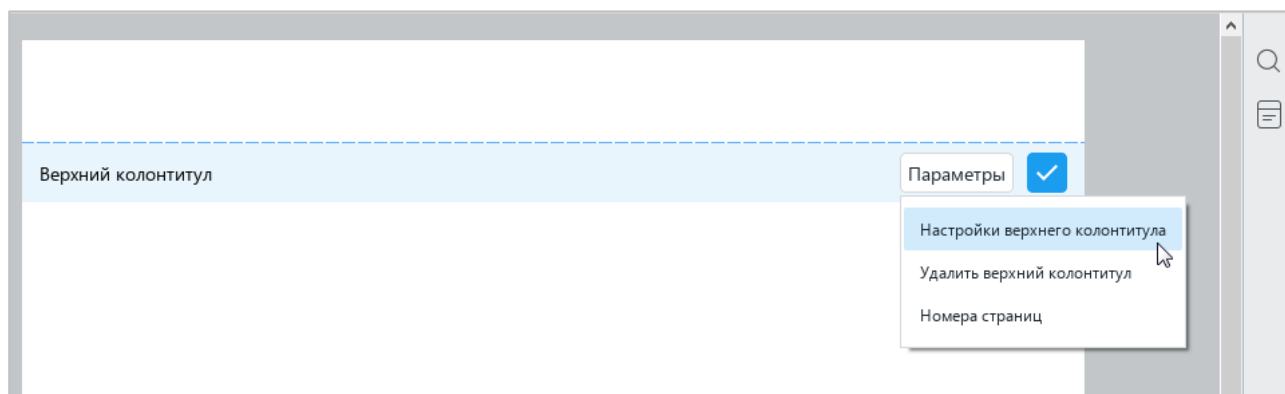 Верхний колонтитул
Параметры
Настройки верхнего колонтитула
Удалить верхний колонтитул
Номера страниц